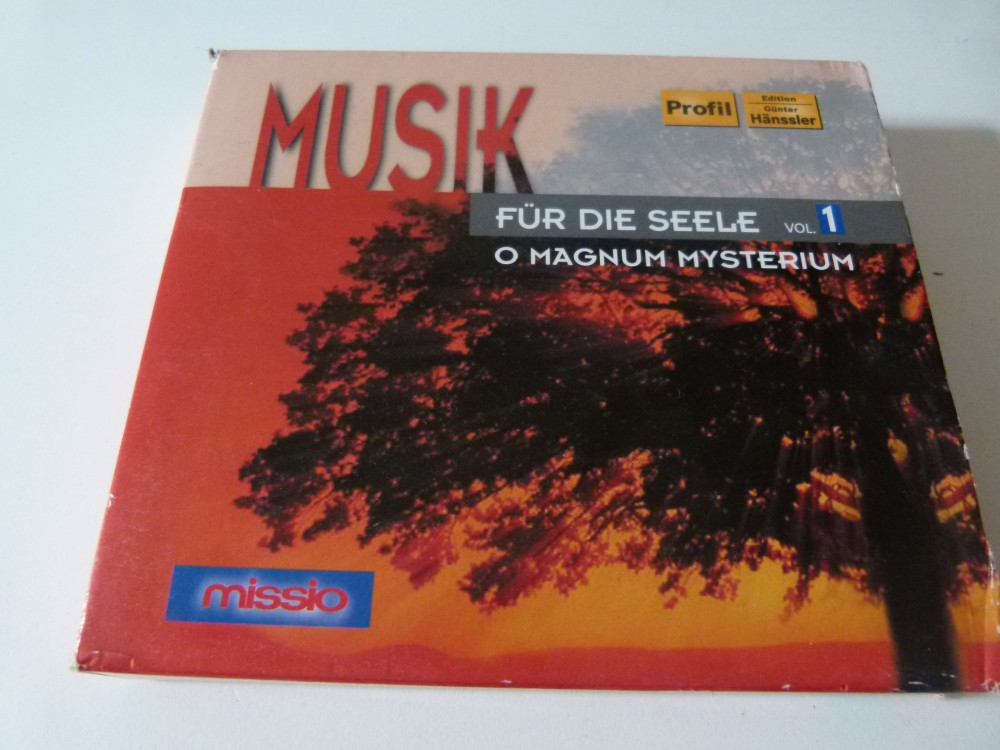 MUSIK
Profil
Edition
Günter
Hänssler
FÜR DIE SEELE VOL. 1
O MAGNUM MYSTERIUM
missio